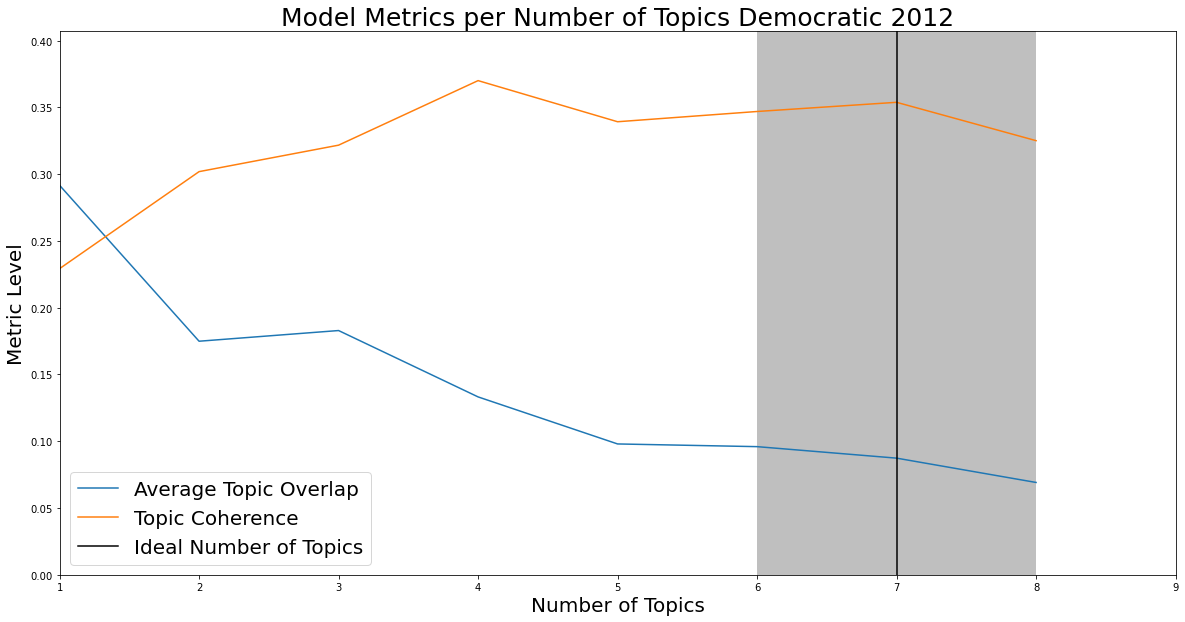 Model Metrics per Number of Topics Democratic 2012
0.40
0.35
0.30
0.25
0.20
0.15
0.10
0.05
0.00
Metric Level
Average Topic Overlap
Topic Coherence
Ideal Number of Topics
1 2 3 4 5 6 7 8 9
Number of Topics